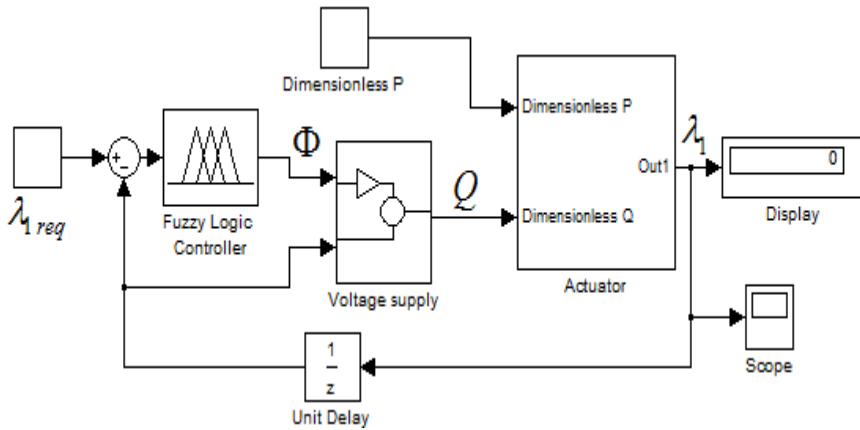 Dimensionless P
Dimensionless P
λ1
Out1
0
Display
Φ
+
−
λ1 req
Fuzzy Logic
Controller
Q
Dimensionless Q
Voltage supply
Actuator
1
z
Unit Delay
Scope